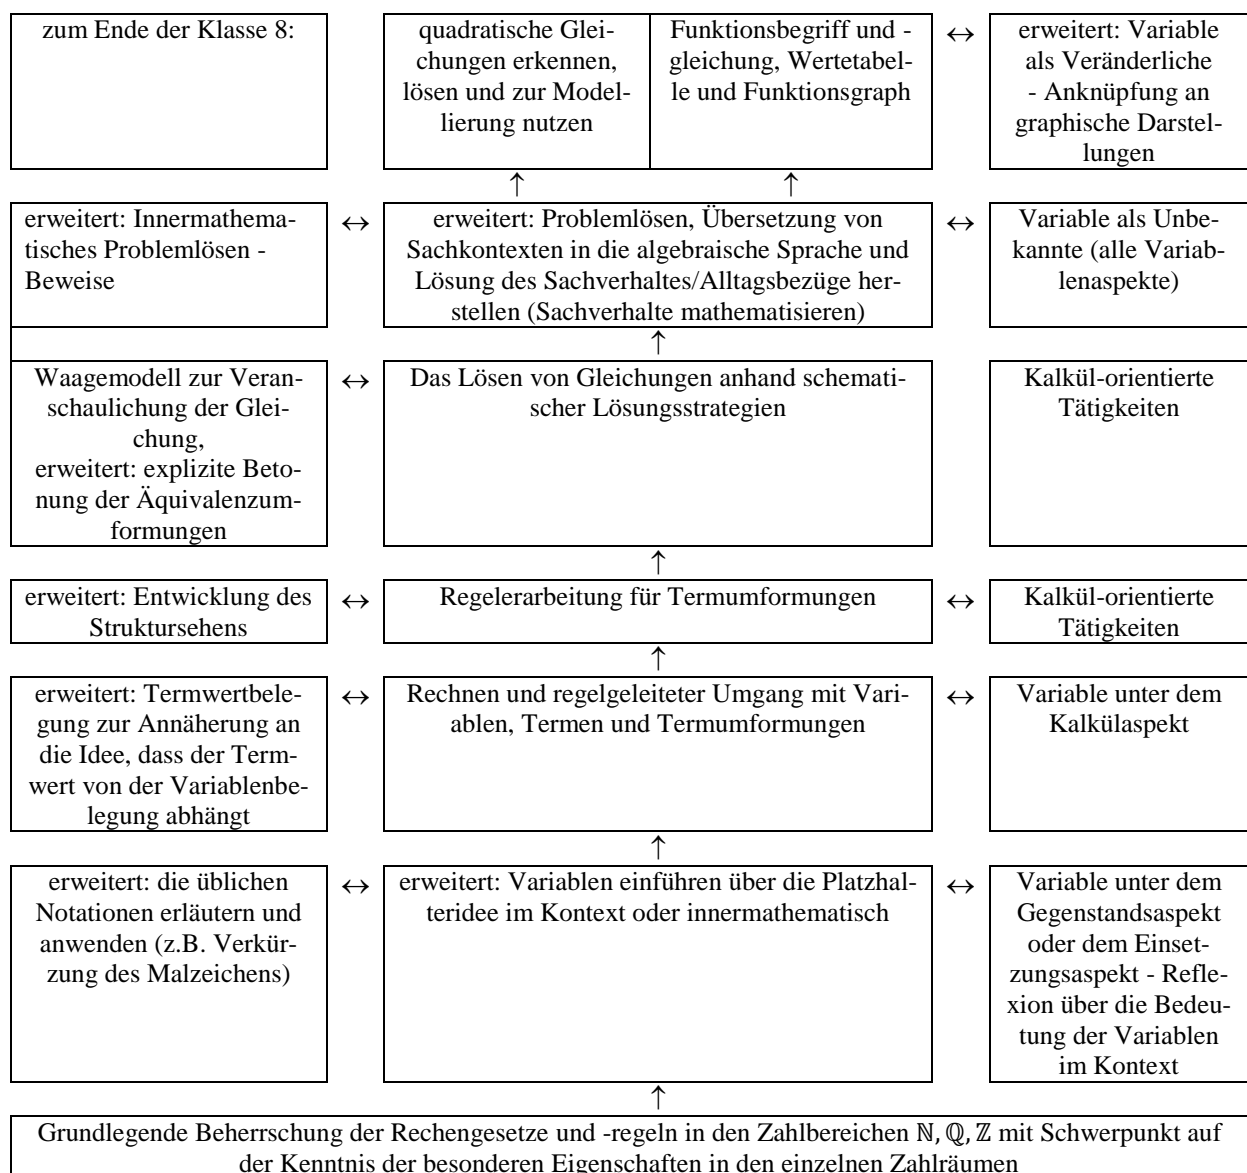 zum Ende der Klasse 8:
quadratische Glei-
chungen erkennen,
lösen und zur Model-
lierung nutzen
Funktionsbegriff und -
gleichung, Wertetabel-
le und Funktionsgraph
↔
erweitert: Variable
als Veränderliche
- Anknüpfung an
graphische Darstel-
lungen
↑
↑
erweitert: Innermathema-
tisches Problemlösen -
Beweise
↔
erweitert: Problemlösen, Übersetzung von
Sachkontexten in die algebraische Sprache und
Lösung des Sachverhaltes/Alltagsbezüge her-
stellen (Sachverhalte mathematisieren)
↔
Variable als Unbe-
kannte (alle Variab-
lenaspekte)
↑
Waagemodell zur Veran-
schaulichung der Glei-
chung,
erweitert: explizite Beto-
nung der Äquivalenzum-
formungen
↔
Das Lösen von Gleichungen anhand schemati-
scher Lösungsstrategien
Kalkül-orientierte
Tätigkeiten
↑
erweitert: Entwicklung des
Struktursehens
↔
Regelerarbeitung für Termumformungen
↔
Kalkül-orientierte
Tätigkeiten
↑
erweitert: Termwertbele-
gung zur Annäherung an
die Idee, dass der Term-
wert von der Variablenbe-
legung abhängt
↔
Rechnen und regelgeleiteter Umgang mit Vari-
ablen, Termen und Termumformungen
↔
Variable unter dem
Kalkülaspekt
↑
erweitert: die üblichen
Notationen erläutern und
anwenden (z.B. Verkür-
zung des Malzeichens)
↔
erweitert: Variablen einführen über die Platzhal-
teridee im Kontext oder innermathematisch
↔
Variable unter dem
Gegenstandsaspekt
oder dem Einset-
zungsaspekt - Refle-
xion über die Bedeu-
tung der Variablen
im Kontext
↑
Grundlegende Beherrschung der Rechengesetze und -regeln in den Zahlbereichen ℕ, ℚ, ℤ mit Schwerpunkt auf
der Kenntnis der besonderen Eigenschaften in den einzelnen Zahlräumen